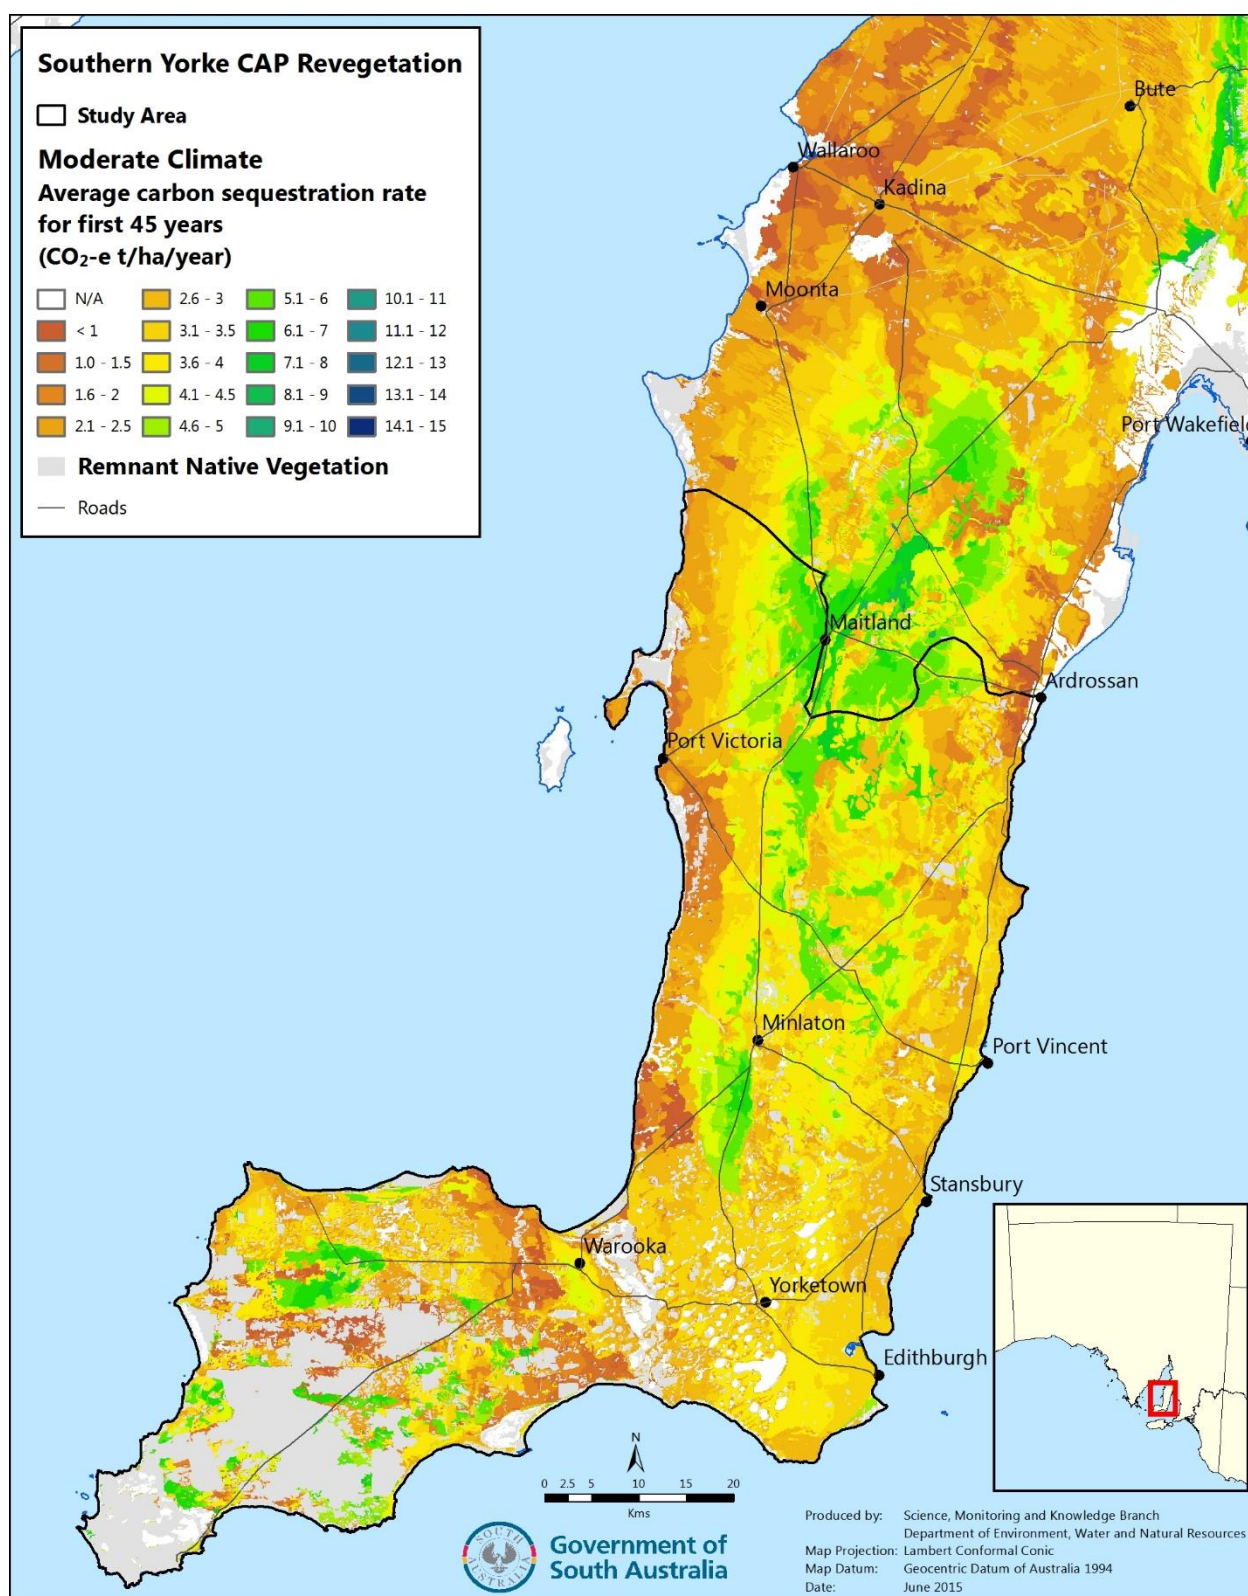 Southern Yorke CAP Revegetation
Study Area
Moderate Climate
Average carbon sequestration rate
for first 45 years
(CO₂-e t/ha/year)
N/A
< 1
1.0 - 1.5
1.6 - 2
2.1 - 2.5
2.6 - 3
3.1 - 3.5
3.6 - 4
4.1 - 4.5
4.6 - 5
5.1 - 6
6.1 - 7
7.1 - 8
8.1 - 9
9.1 - 10
10.1 - 11
11.1 - 12
12.1 - 13
13.1 - 14
14.1 - 15
Remnant Native Vegetation
Roads
Bute
Wallaroo
Kadina
Moonta
Port Wakefield
Maitland
Ardrossan
Port Victoria
Minlaton
Port Vincent
Stansbury
Warooka
Yorketown
Edithburgh
N
0 2.5 5 10 15 20
Kms
SOUTH AUSTRALIA
Government of
South Australia
Produced by: Science, Monitoring and Knowledge Branch
Department of Environment, Water and Natural Resources
Map Projection: Lambert Conformal Conic
Map Datum: Geocentric Datum of Australia 1994
Date: June 2015